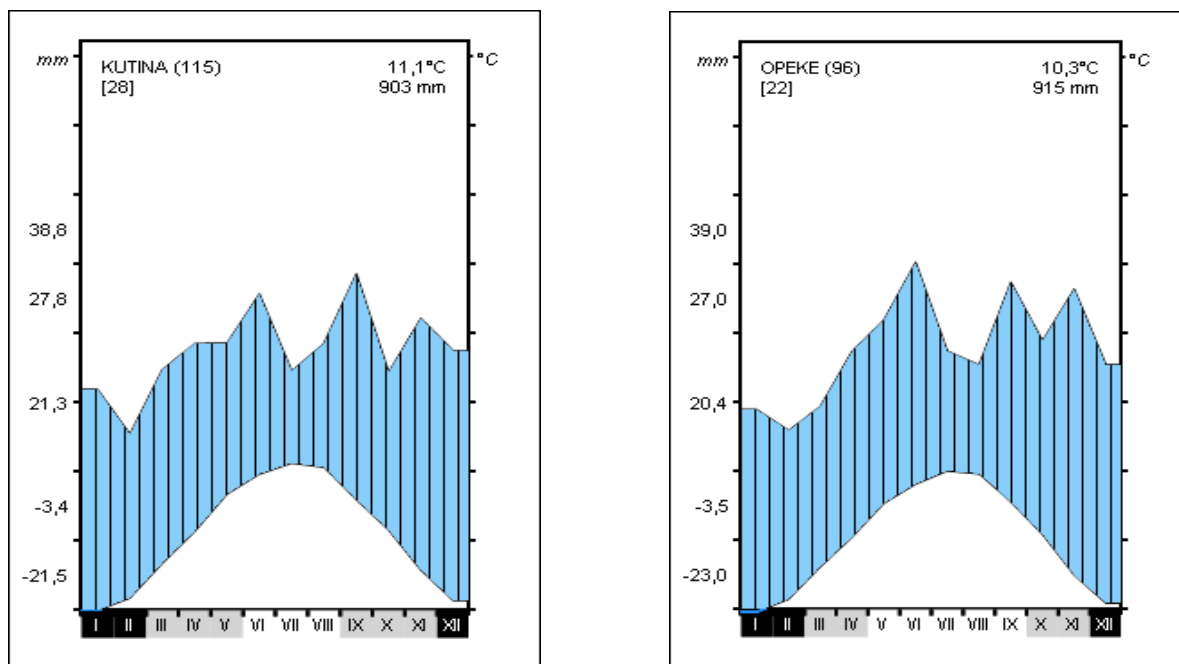 mm
°C
KUTINA (115)
11,1°C
[28]
903 mm
38,8
27,8
21,3
-3,4
-21,5
I II III IV V VI VII VIII IX X XI XII
mm
°C
OPEKE (96)
10,3°C
[22]
915 mm
39,0
27,0
20,4
-3,5
-23,0
I II III IV V VI VII VIII IX X XI XII